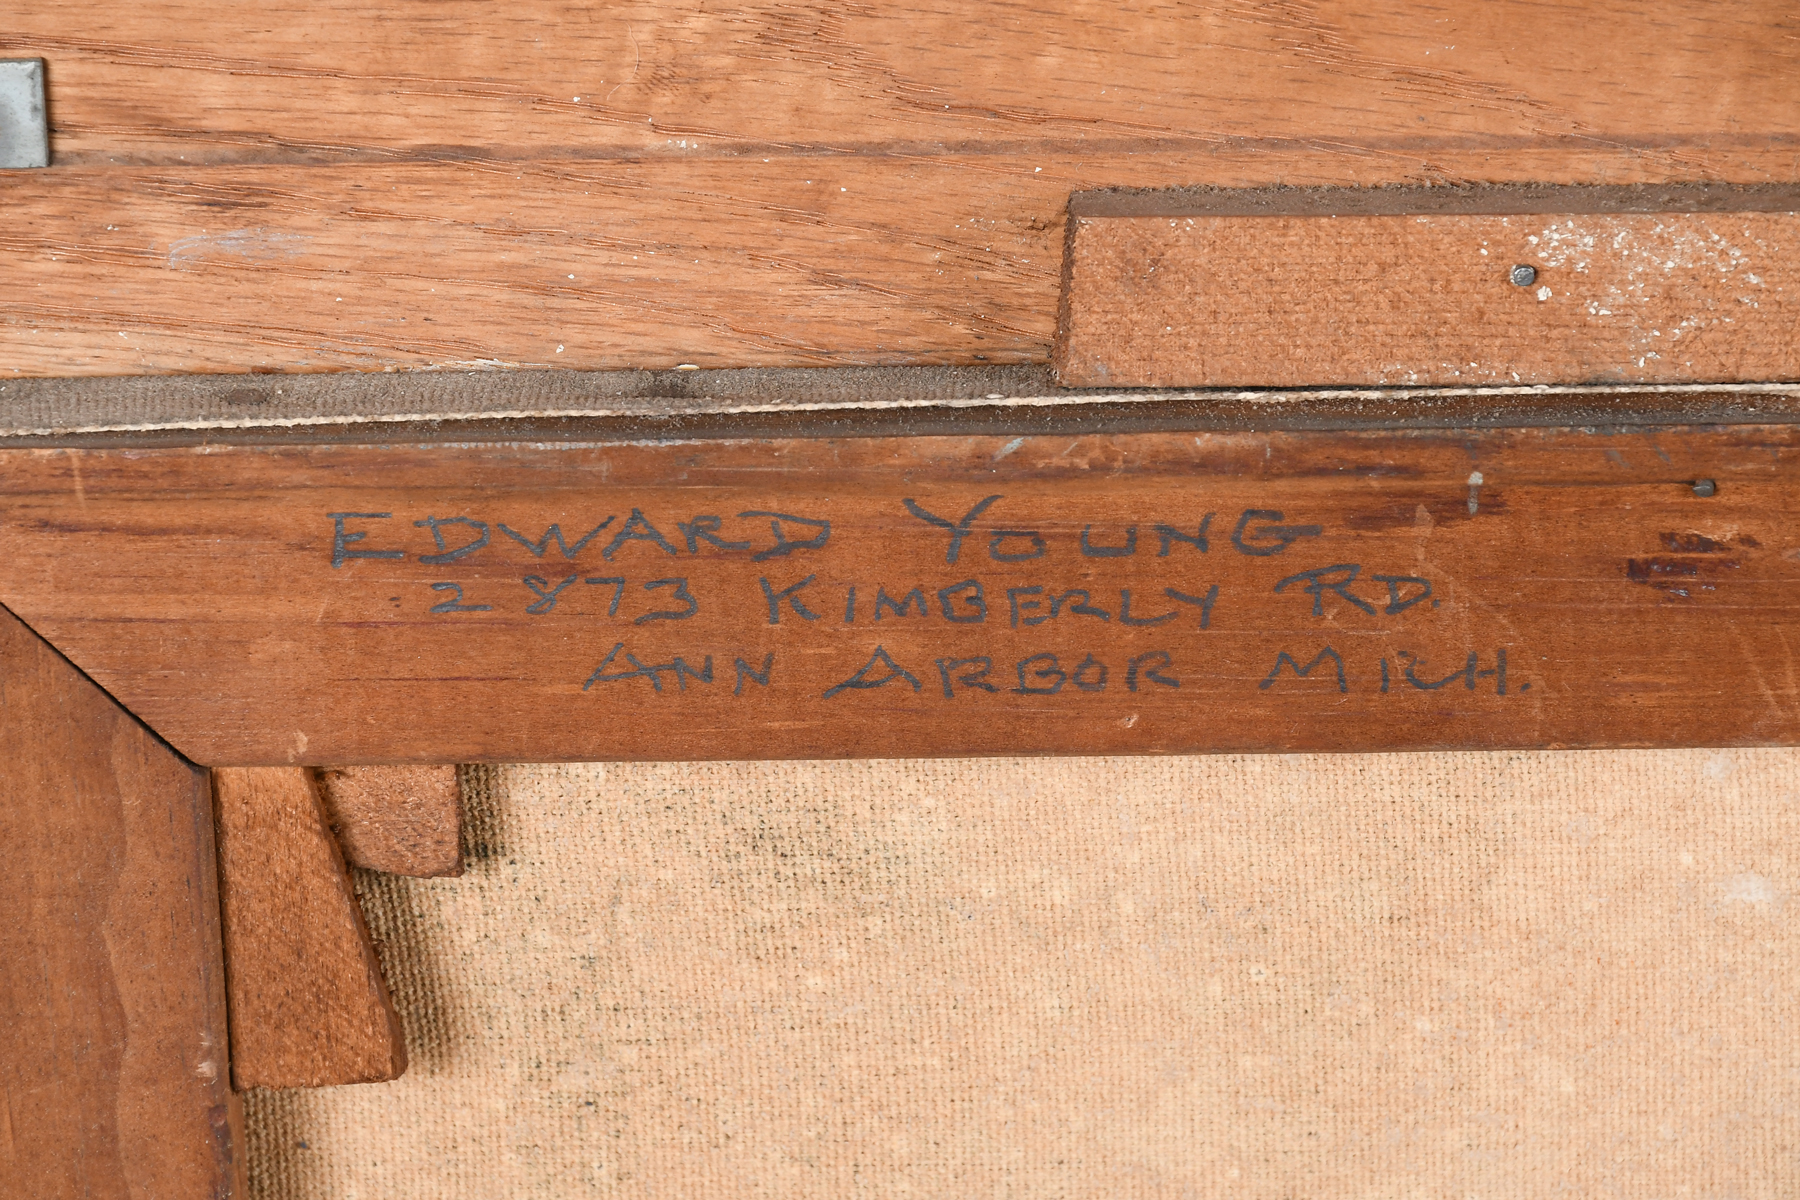 EDWARD YOUNG
2873 KIMBERLY RD.
ANN ARBOR MICH.